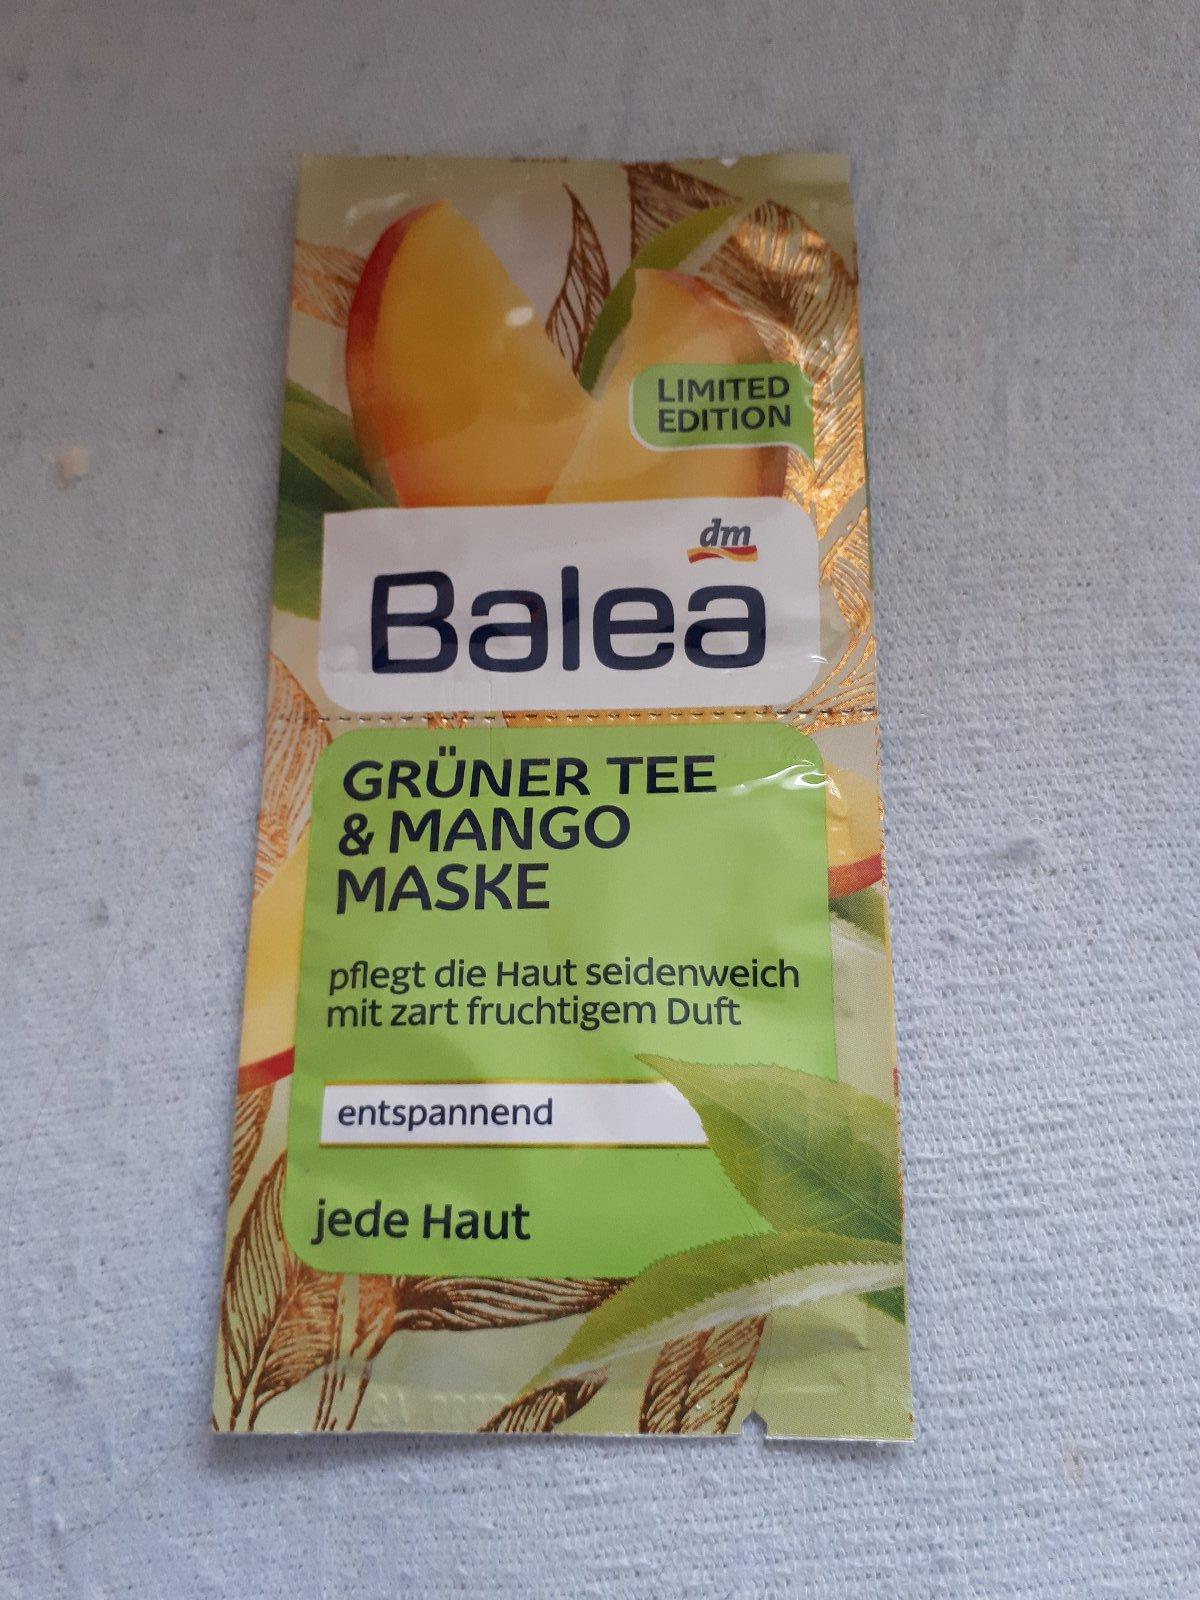 LIMITED
EDITION
dm
Balea
GRÜNER TEE
& MANGO
MASKE
pflegt die Haut seidenweich
mit zart fruchtigem Duft
entspannend
jede Haut